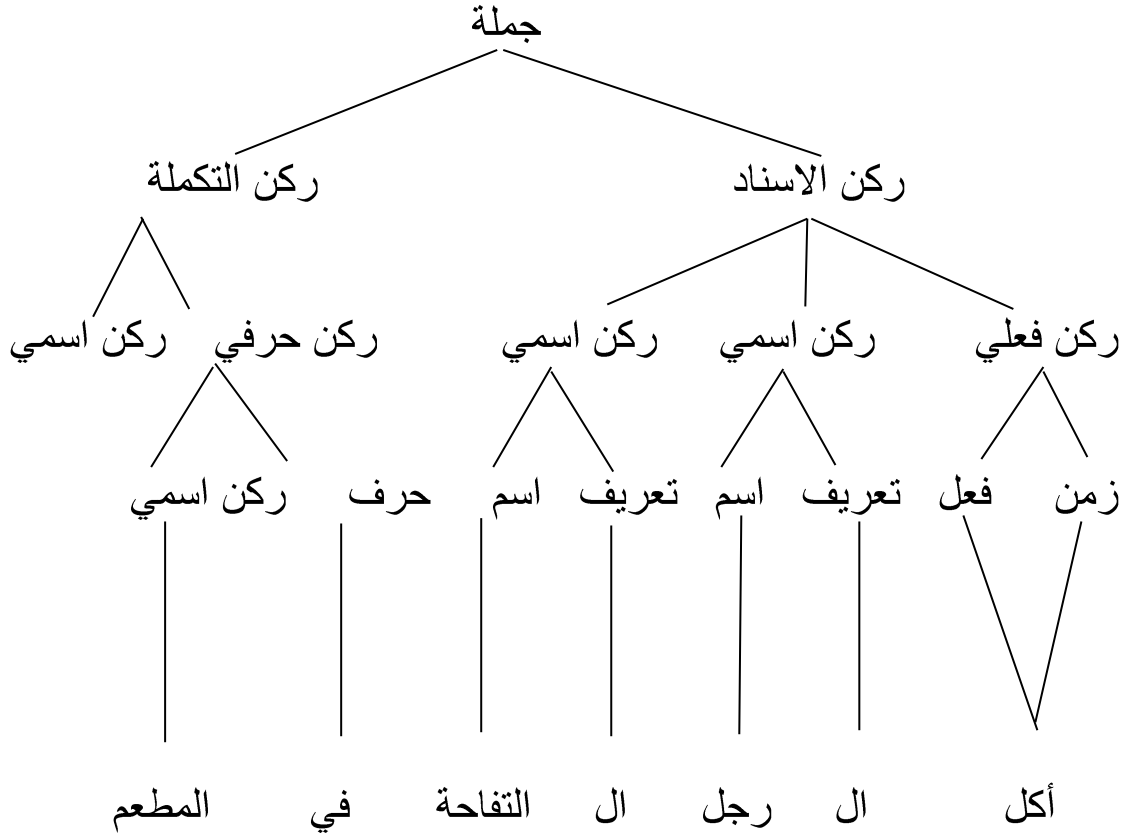 جملة
ركن الاسناد ركن التكملة
ركن فعلي ركن اسمي ركن اسمي ركن حرفي ركن اسمي
زمن فعل تعريف اسم تعريف اسم حرف ركن اسمي
أكل ال رجل ال التفاحة في المطعم